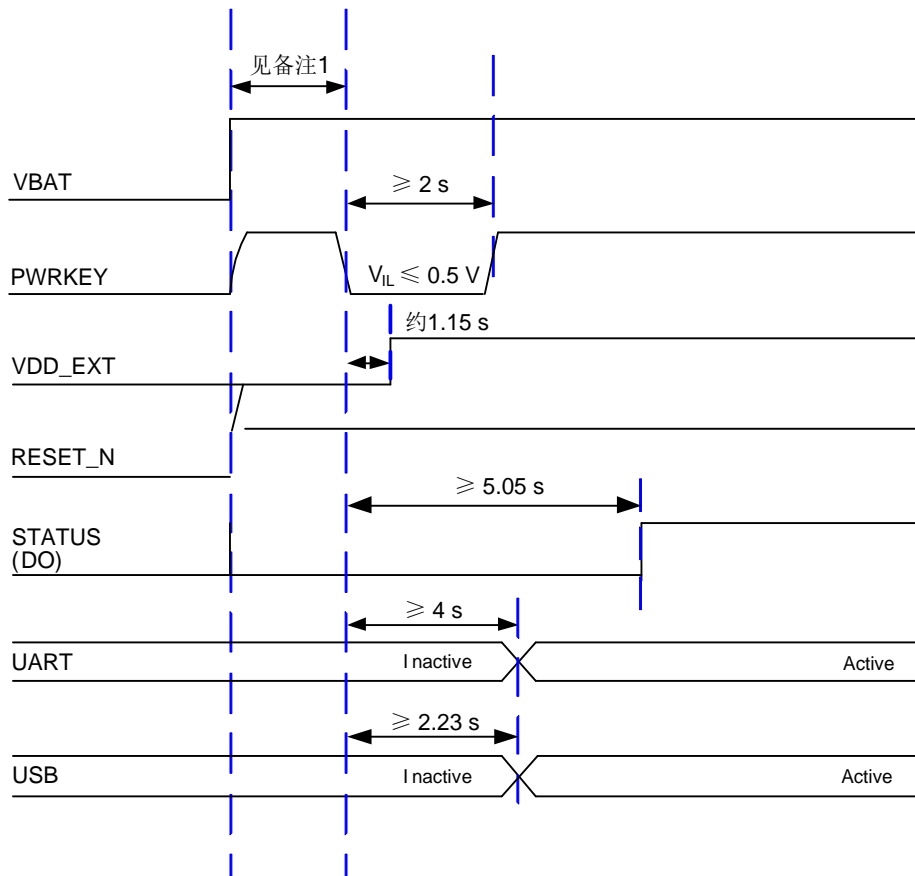 见备注1
VBAT
≥ 2 s
PWRKEY
VIL ≤ 0.5 V
约1.15 s
VDD_EXT
RESET_N
≥ 5.05 s
STATUS
(DO)
≥ 4 s
UART
Inactive
Active
≥ 2.23 s
USB
Inactive
Active